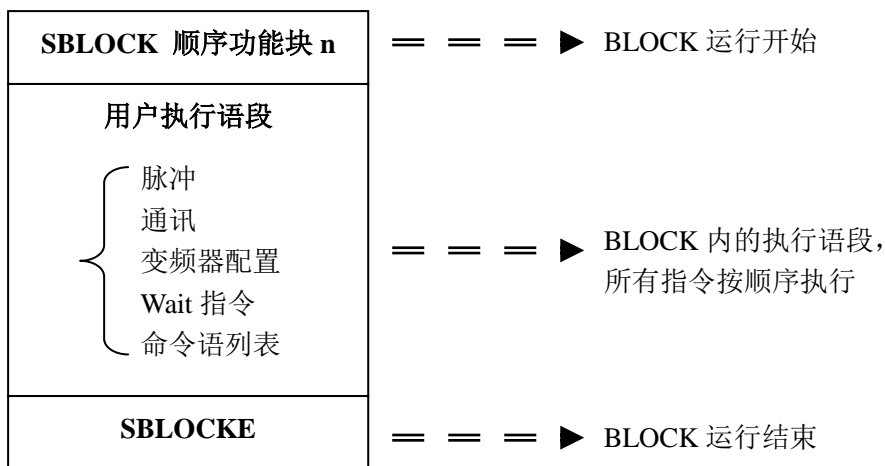 SBLOCK 顺序功能块 n
BLOCK 运行开始
用户执行语段
脉冲
通讯
变频器配置
Wait 指令
命令语列表
BLOCK 内的执行语段，
所有指令按顺序执行
SBLOCKE
BLOCK 运行结束